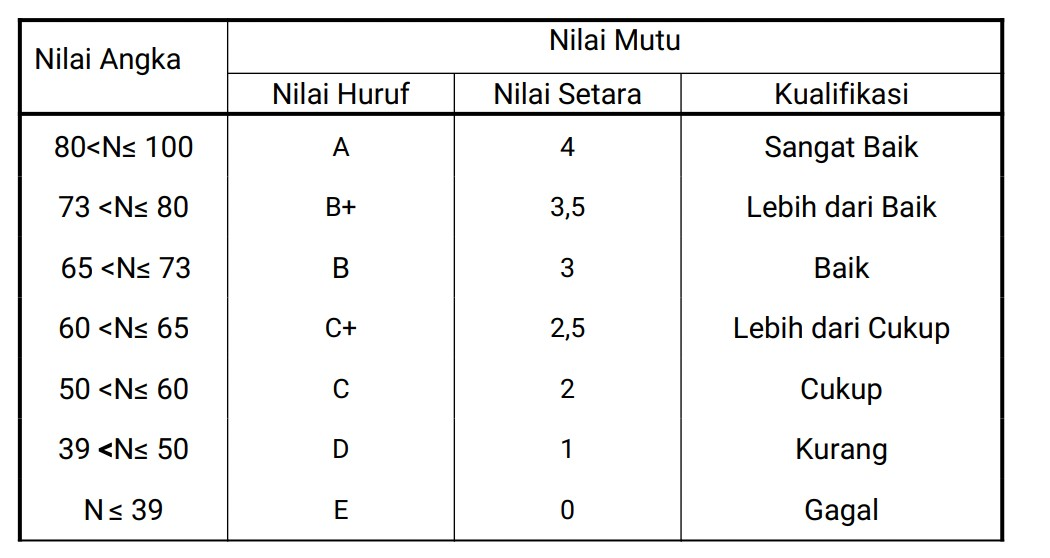 Nilai Angka Nilai Mutu
Nilai Huruf Nilai Setara Kualifikasi
80<N≤ 100 A 4 Sangat Baik
73 <N≤ 80 B+ 3,5 Lebih dari Baik
65 <N≤ 73 B 3 Baik
60 <N≤ 65 C+ 2,5 Lebih dari Cukup
50 <N≤ 60 C 2 Cukup
39 <N≤ 50 D 1 Kurang
N ≤ 39 E 0 Gagal